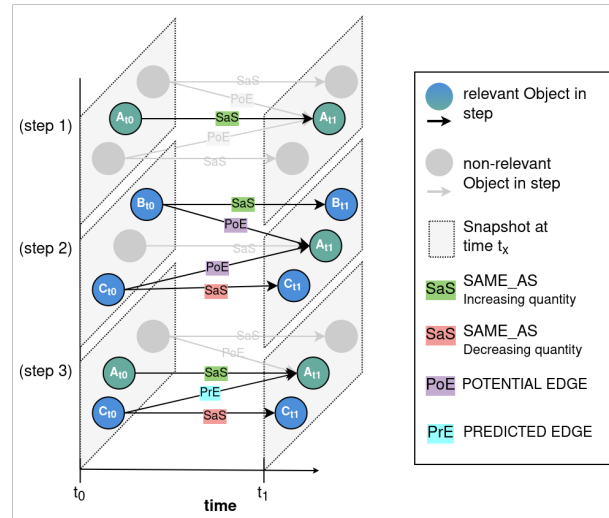 SaS
PoE
(step 1)
At0
SaS
At1
PoE
SaS
Bt0
SaS
Bt1
PoE
(step 2)
SaS
At1
PoE
Ct0
SaS
Ct1
SaS
PoE
(step 3)
At0
SaS
At1
PrE
Ct0
SaS
Ct1
t0
t1
time
relevant Object in
step
non-relevant
Object in step
Snapshot at
time tx
SaS SAME_AS
Increasing quantity
SaS SAME_AS
Decreasing quantity
PoE POTENTIAL EDGE
PrE PREDICTED EDGE